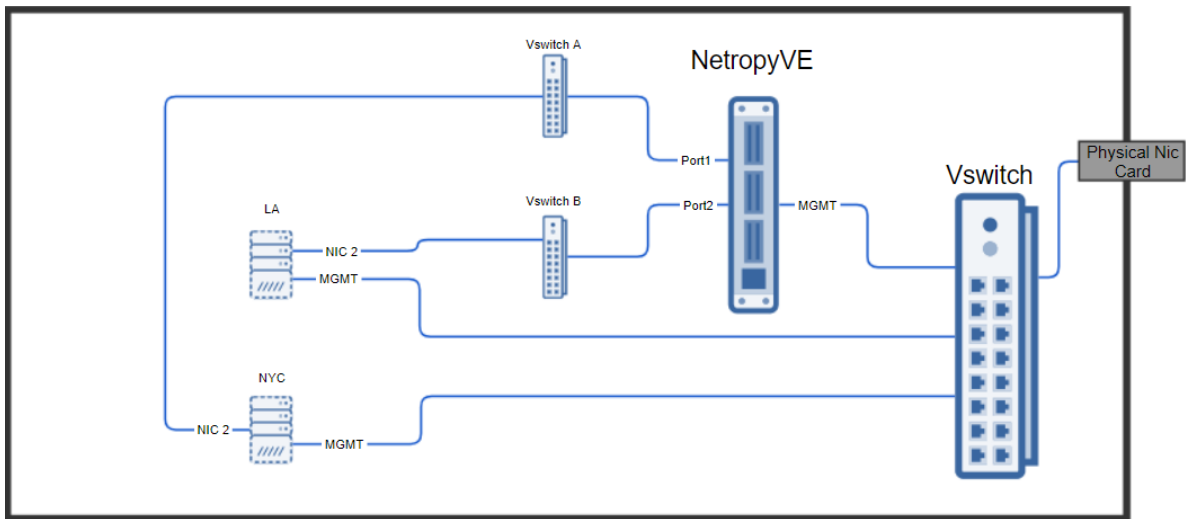 Vswitch A
NetropyVE
Physical Nic
Card
Port1
Vswitch
Vswitch B
Port2
MGMT
LA
NIC 2
MGMT
NYC
NIC 2
MGMT